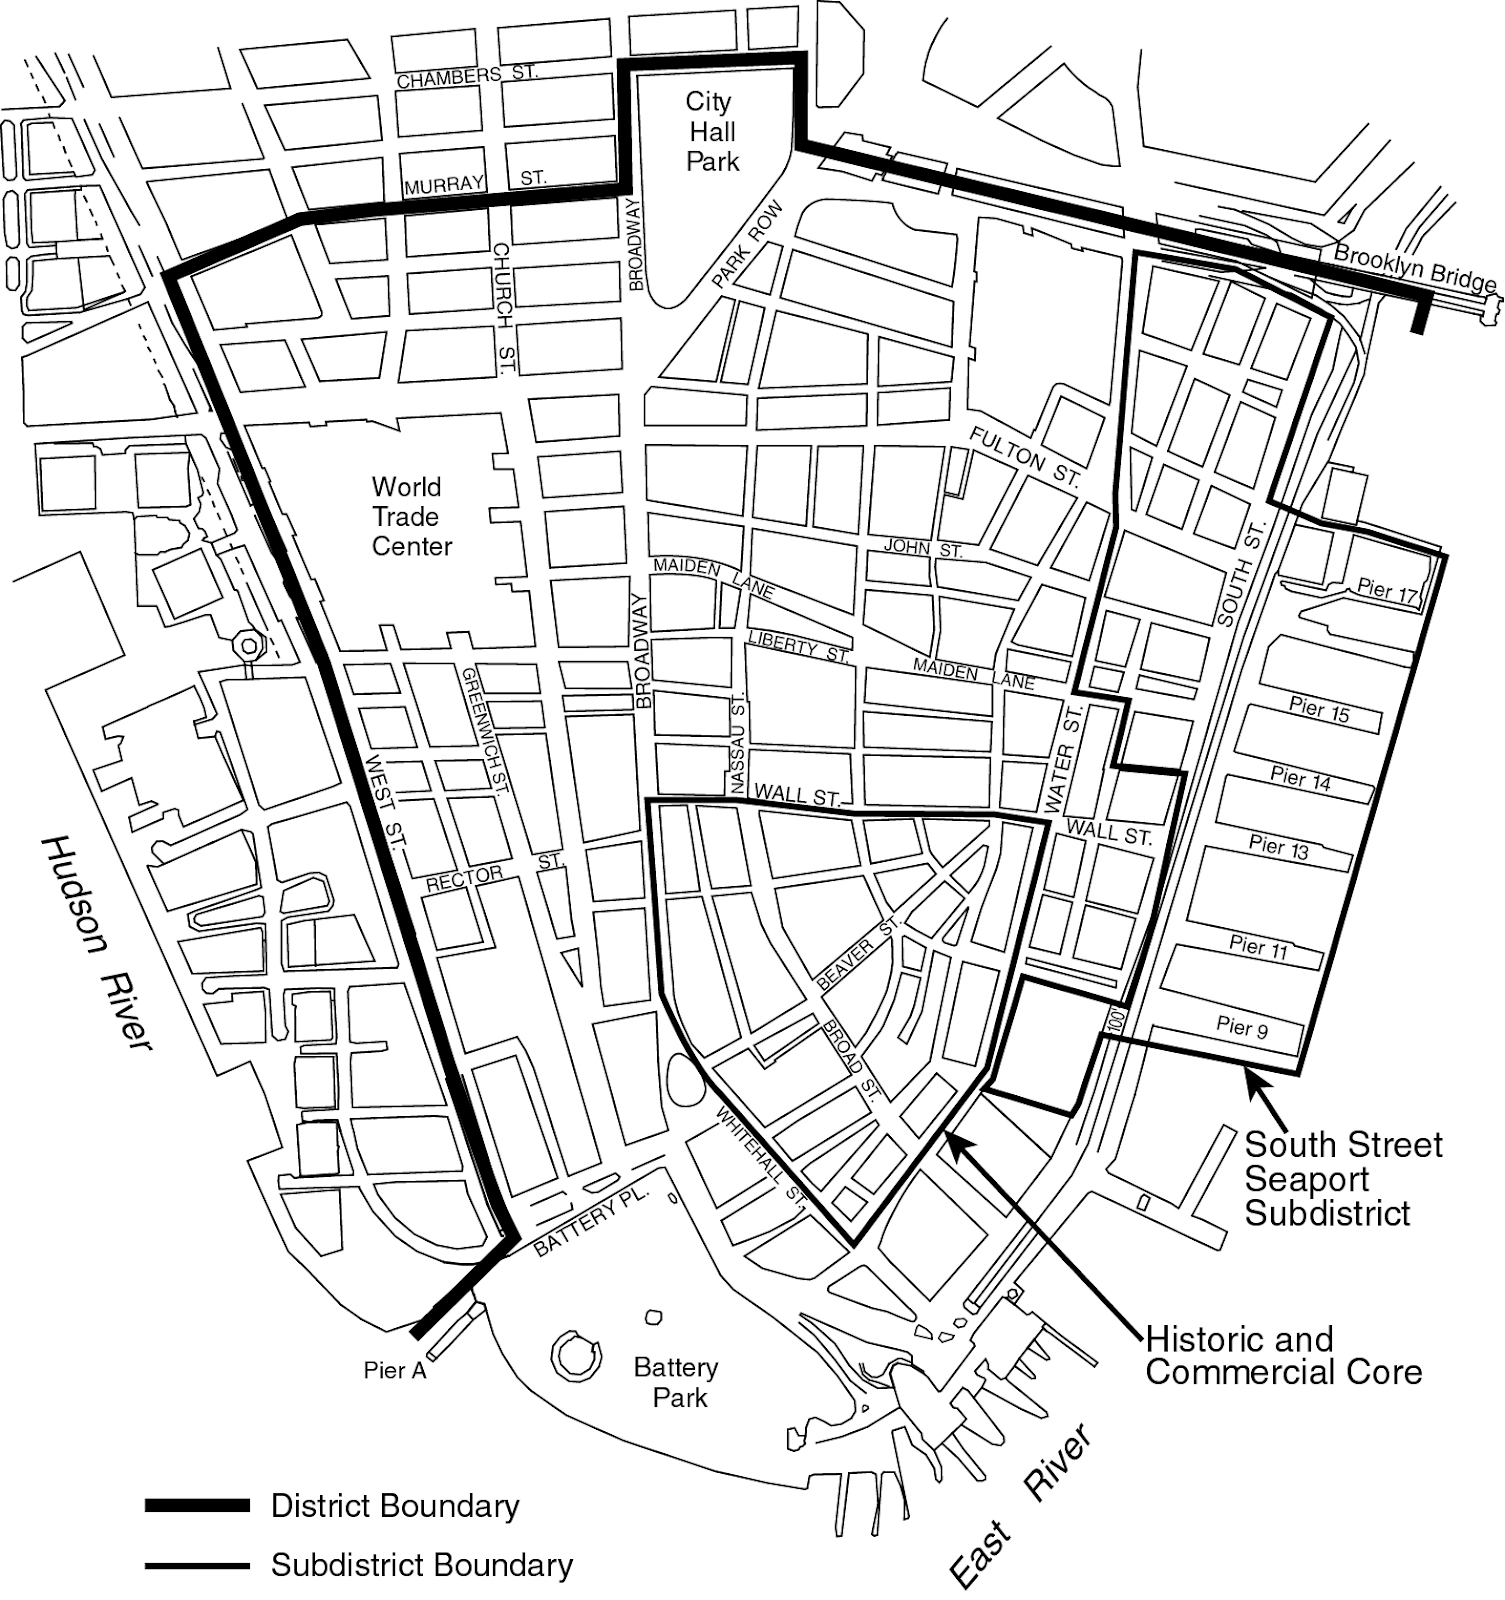 CHAMBERS ST.
City
Hall
Park
MURRAY ST.
BROADWAY
PARK ROW
CHURCH ST.
Brooklyn Bridge
World
Trade
Center
FULTON ST.
JOHN ST.
SOUTH ST.
MAIDEN LANE
Pier 17
BROADWAY
LIBERTY ST.
MAIDEN LANE
GREENWICH ST.
NASSAU ST.
WATER ST.
Pier 15
WEST ST.
WALL ST.
WALL ST.
Pier 14
Pier 13
RECTOR ST.
Hudson River
BEAVER ST.
Pier 11
BROAD ST.
100'
Pier 9
WHITEHALL ST.
South Street
Seaport
Subdistrict
BATTERY PL.
Historic and
Commercial Core
Pier A
Battery
Park
East River
District Boundary
Subdistrict Boundary